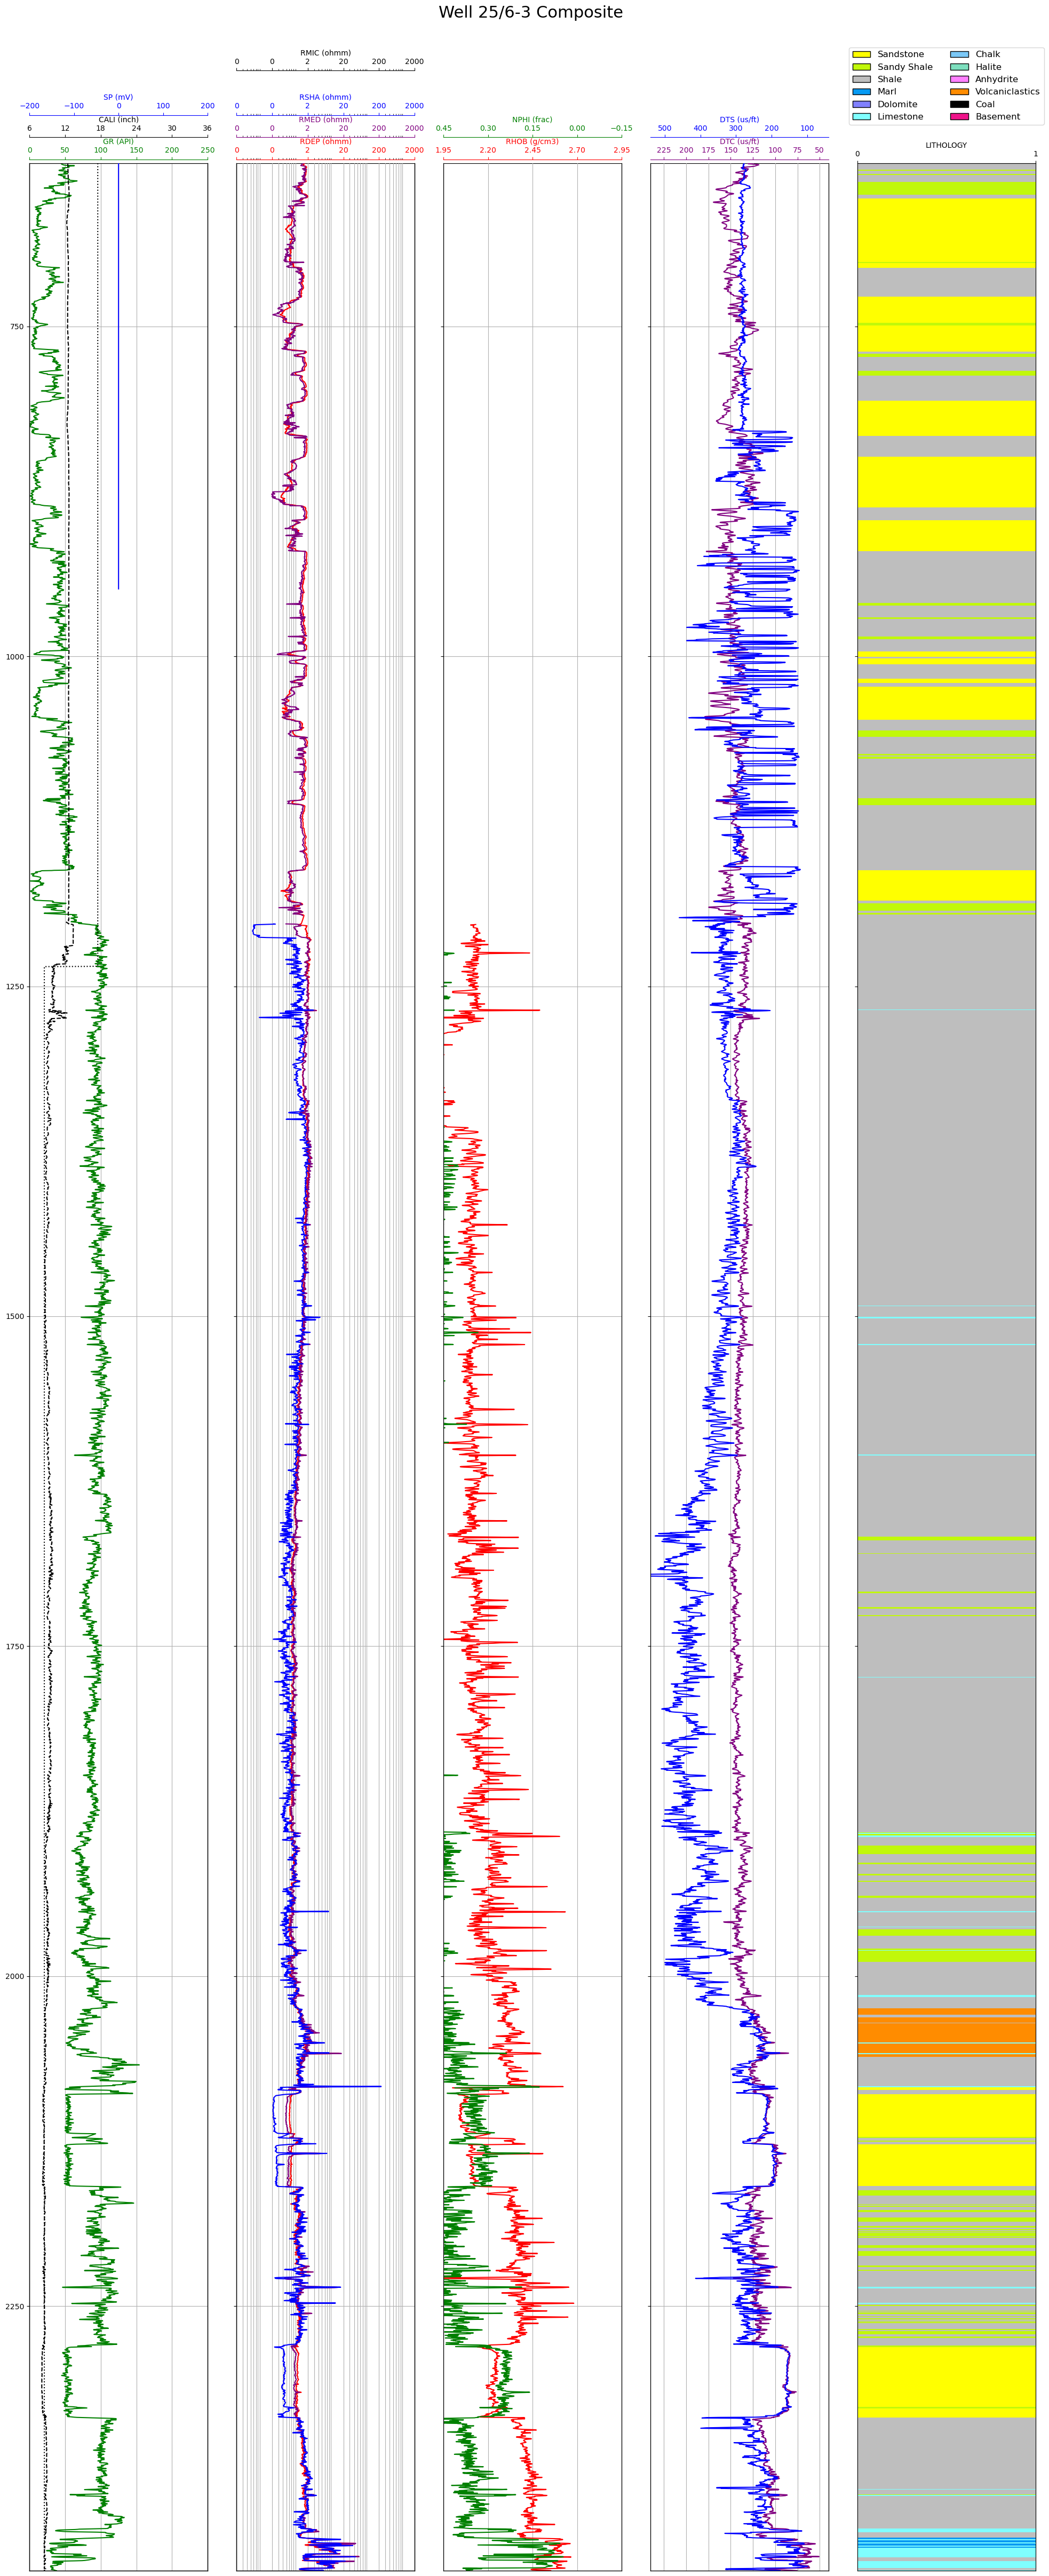 Well 25/6-3 Composite
RMIC (ohmm)
0 0 2 20 200 2000
Sandstone Chalk
Sandy Shale Halite
Shale Anhydrite
Marl Volcaniclastics
Dolomite Coal
Limestone Basement
SP (mV) RSHA (ohmm)
−200 −100 0 100 200 0 0 2 20 200 2000
CALI (inch) RMED (ohmm) NPHI (frac) DTS (us/ft)
6 12 18 24 30 36 0 0 2 20 200 2000 0.45 0.30 0.15 0.00 −0.15 500 400 300 200 100
GR (API) RDEP (ohmm) RHOB (g/cm3) DTC (us/ft) LITHOLOGY
0 50 100 150 200 250 0 0 2 20 200 2000 1.95 2.20 2.45 2.70 2.95 225 200 175 150 125 100 75 50 0 1
750
1000
1250
1500
1750
2000
2250